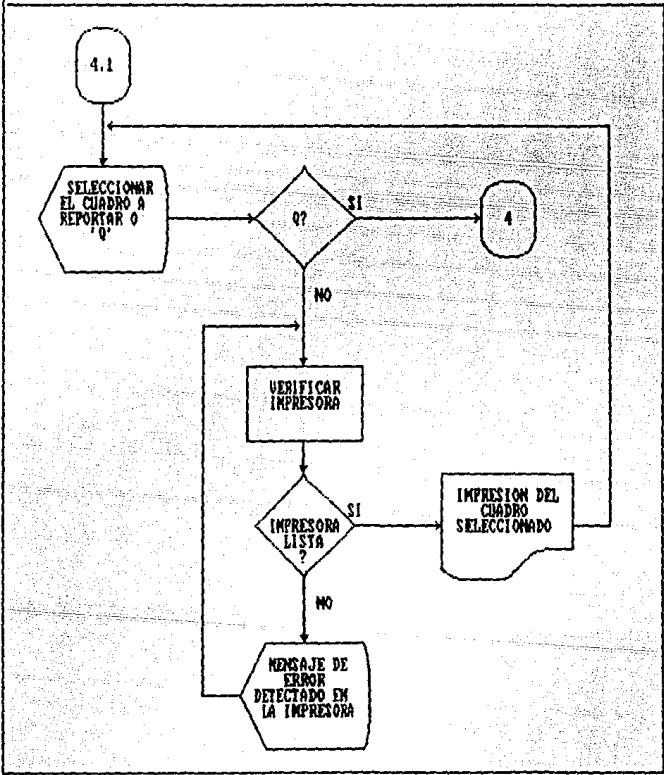 4.1
SELECCIONAR
EL CUADRO A
REPORTAR O
'Q'
Q?
SI
4
NO
VERIFICAR
IMPRESORA
IMPRESORA
LISTA
?
SI
IMPRESION DEL
CUADRO
SELECCIONADO
NO
MENSAJE DE
ERROR
DETECTADO EN
LA IMPRESORA